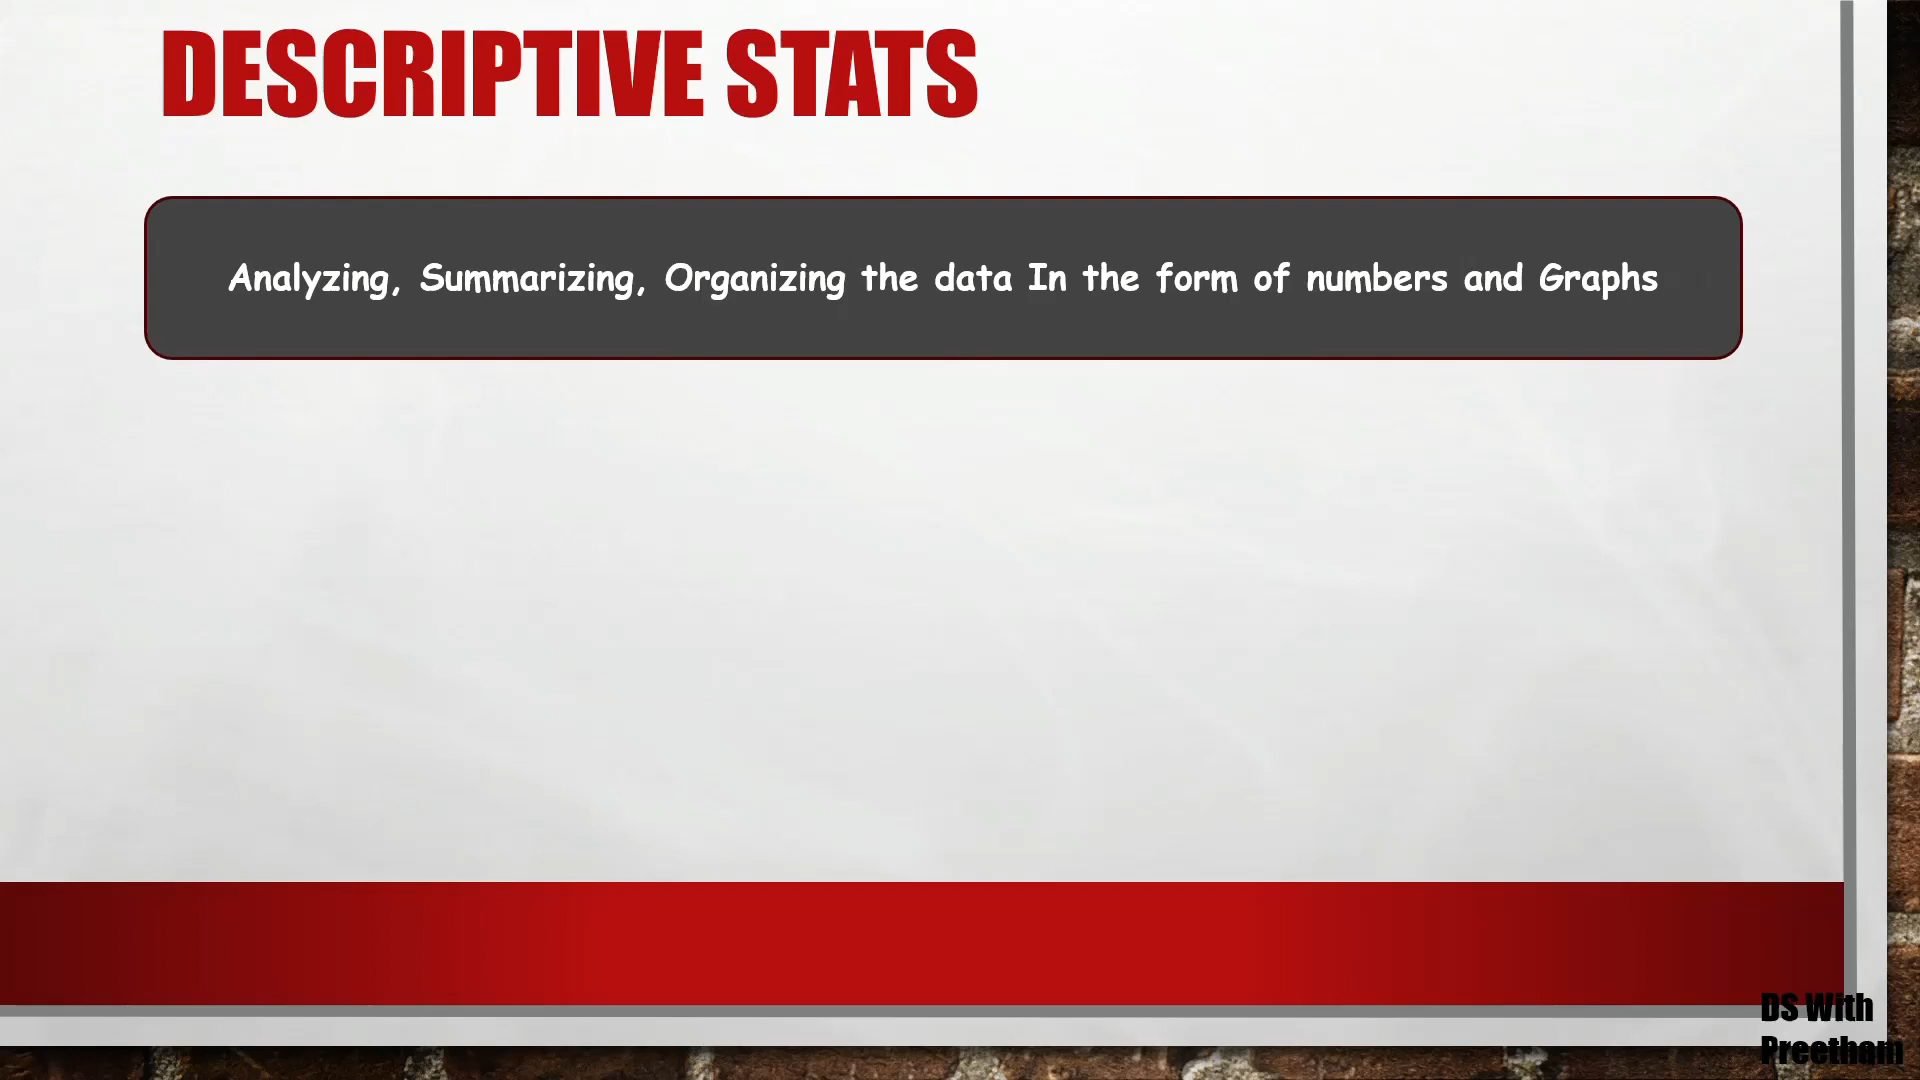 DESCRIPTIVE STATS
Analyzing, Summarizing, Organizing the data In the form of numbers and Graphs
DS With
Preetham